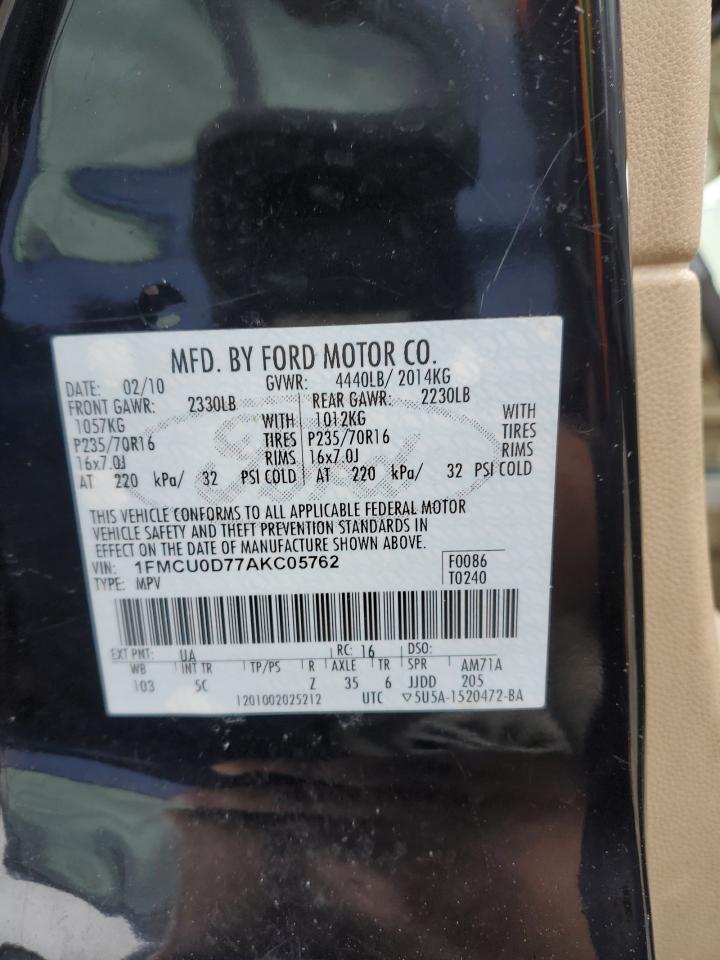 MFD. BY FORD MOTOR CO.
DATE: 02/10 GVWR: 4440LB/ 2014KG
FRONT GAWR: 2330LB REAR GAWR: 2230LB
1057KG WITH 1012KG WITH
P235/70R16 TIRES P235/70R16 TIRES
16x7.0J RIMS 16x7.0J RIMS
AT 220 kPa/ 32 PSI COLD AT 220 kPa/ 32 PSI COLD
Ford
THIS VEHICLE CONFORMS TO ALL APPLICABLE FEDERAL MOTOR
VEHICLE SAFETY AND THEFT PREVENTION STANDARDS IN
EFFECT ON THE DATE OF MANUFACTURE SHOWN ABOVE.
VIN: 1FMCU0D77AKC05762 F0086
TYPE: MPV T0240
EXT PNT: UA RC: 16 DSO:
WB INT TR TP/PS R AXLE TR SPR AM71A
103 5C Z 35 6 JJDD 205
1201002025212 UTC ▽5U5A-1520472-BA